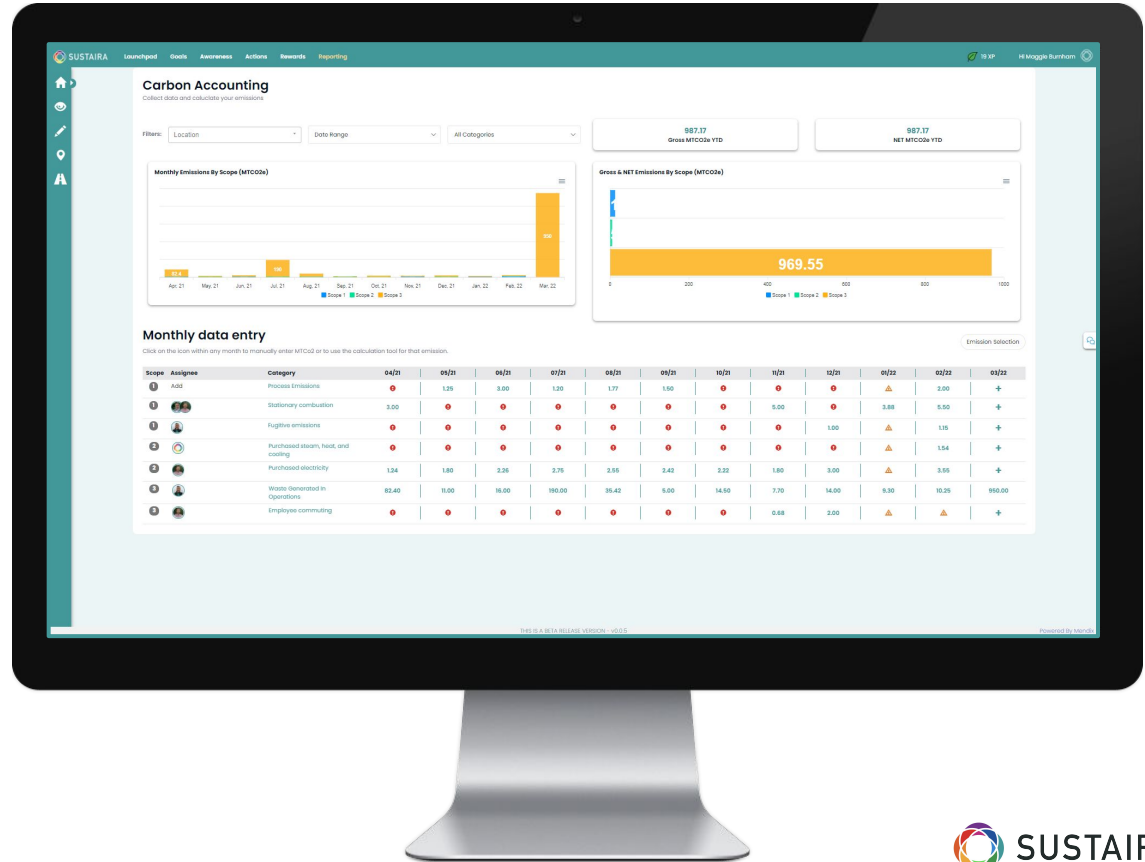 SUSTAIRA Launchpad Goals Awareness Actions Rewards Reporting 19 XP Hi Maggie Burnham
Carbon Accounting
Collect data and caluclate your emissions
Filters: Location Date Range All Categories
987.17
Gross MTCO2e YTD
987.17
NET MTCO2e YTD
Monthly Emissions By Scope (MTCO2e)
82.4
950
Apr. 21 May. 21 Jun. 21 Jul. 21 Aug. 21 Sep. 21 Oct. 21 Nov. 21 Dec. 21 Jan. 22 Feb. 22 Mar. 22
Scope 1 Scope 2 Scope 3
Gross & NET Emissions By Scope (MTCO2e)
969.55
0 200 400 600 800 1000
Scope 1 Scope 2 Scope 3
Monthly data entry
Click on the icon within any month to manually enter MTCo2 or to use the calculation tool for that emission.
Emission Selection
Scope Assignee Category 04/21 05/21 06/21 07/21 08/21 09/21 10/21 11/21 12/21 01/22 02/22 03/22
1 Add Process Emissions 1.25 3.00 1.20 1.77 1.50 2.00 +
1 Stationary combustion 3.00 5.00 3.88 5.50 +
1 Fugitive emissions 1.00 1.15 +
2 Purchased steam, heat, and
cooling 1.54 +
2 Purchased electricity 1.24 1.80 2.26 2.75 2.55 2.42 2.22 1.80 3.00 3.55 +
3 Waste Generated in
Operations 82.40 11.00 16.00 190.00 35.42 5.00 14.50 7.70 14.00 9.30 10.25 950.00
3 Employee commuting 0.68 2.00 +
THIS IS A BETA RELEASE VERSION - v0.0.5
Powered By Mendix
SUSTAIR